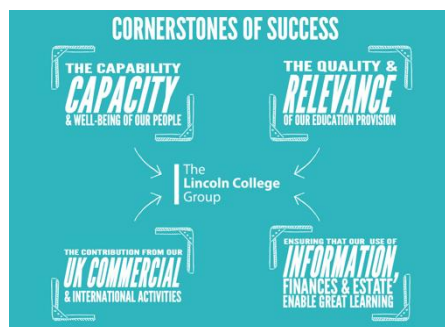 CORNERSTONES OF SUCCESS
THE CAPABILITY
CAPACITY
& WELL-BEING OF OUR PEOPLE
THE QUALITY &
RELEVANCE
OF OUR EDUCATION PROVISION
The
Lincoln College
Group
THE CONTRIBUTION FROM OUR
UK COMMERCIAL
& INTERNATIONAL ACTIVITIES
ENSURING THAT OUR USE OF
INFORMATION,
FINANCES & ESTATE
ENABLE GREAT LEARNING